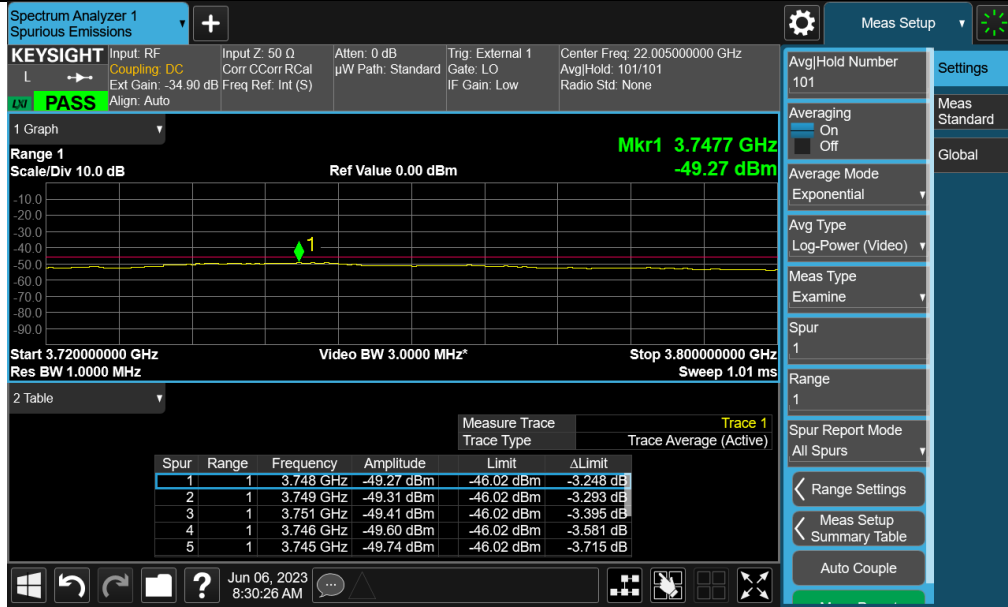 Spectrum Analyzer 1
Spurious Emissions
+
Meas Setup
KEYSIGHT
L
LXI
PASS
Input: RF
Coupling: DC
Ext Gain: -34.90 dB
Align: Auto
Input Z: 50 Ω
Corr CCorr RCal
Freq Ref: Int (S)
Atten: 0 dB
µW Path: Standard
Trig: External 1
Gate: LO
IF Gain: Low
Center Freq: 22.005000000 GHz
Avg|Hold: 101/101
Radio Std: None
1 Graph
Range 1
Scale/Div 10.0 dB
Ref Value 0.00 dBm
Mkr1 3.7477 GHz
-49.27 dBm
-10.0
-20.0
-30.0
-40.0
-50.0
-60.0
-70.0
-80.0
-90.0
1
Start 3.720000000 GHz
Video BW 3.0000 MHz*
Stop 3.800000000 GHz
Res BW 1.0000 MHz
Sweep 1.01 ms
2 Table
Measure Trace Trace 1
Trace Type Trace Average (Active)
Spur Range Frequency Amplitude Limit ΔLimit
1 1 3.748 GHz -49.27 dBm -46.02 dBm -3.248 dB
2 1 3.749 GHz -49.31 dBm -46.02 dBm -3.293 dB
3 1 3.751 GHz -49.41 dBm -46.02 dBm -3.395 dB
4 1 3.746 GHz -49.60 dBm -46.02 dBm -3.581 dB
5 1 3.745 GHz -49.74 dBm -46.02 dBm -3.715 dB
Avg|Hold Number
101
Averaging
On
Off
Average Mode
Exponential
Avg Type
Log-Power (Video)
Meas Type
Examine
Spur
1
Range
1
Spur Report Mode
All Spurs
Range Settings
Meas Setup
Summary Table
Auto Couple
Settings
Meas
Standard
Global
?
Jun 06, 2023
8:30:26 AM